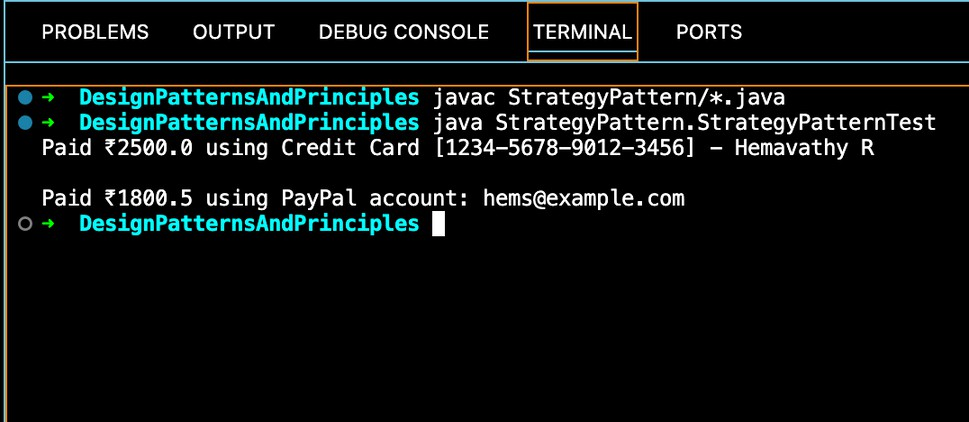 PROBLEMS OUTPUT DEBUG CONSOLE TERMINAL PORTS
➜ DesignPatternsAndPrinciples javac StrategyPattern/*.java
➜ DesignPatternsAndPrinciples java StrategyPattern.StrategyPatternTest
Paid ₹2500.0 using Credit Card [1234-5678-9012-3456] - Hemavathy R
Paid ₹1800.5 using PayPal account: hems@example.com
➜ DesignPatternsAndPrinciples